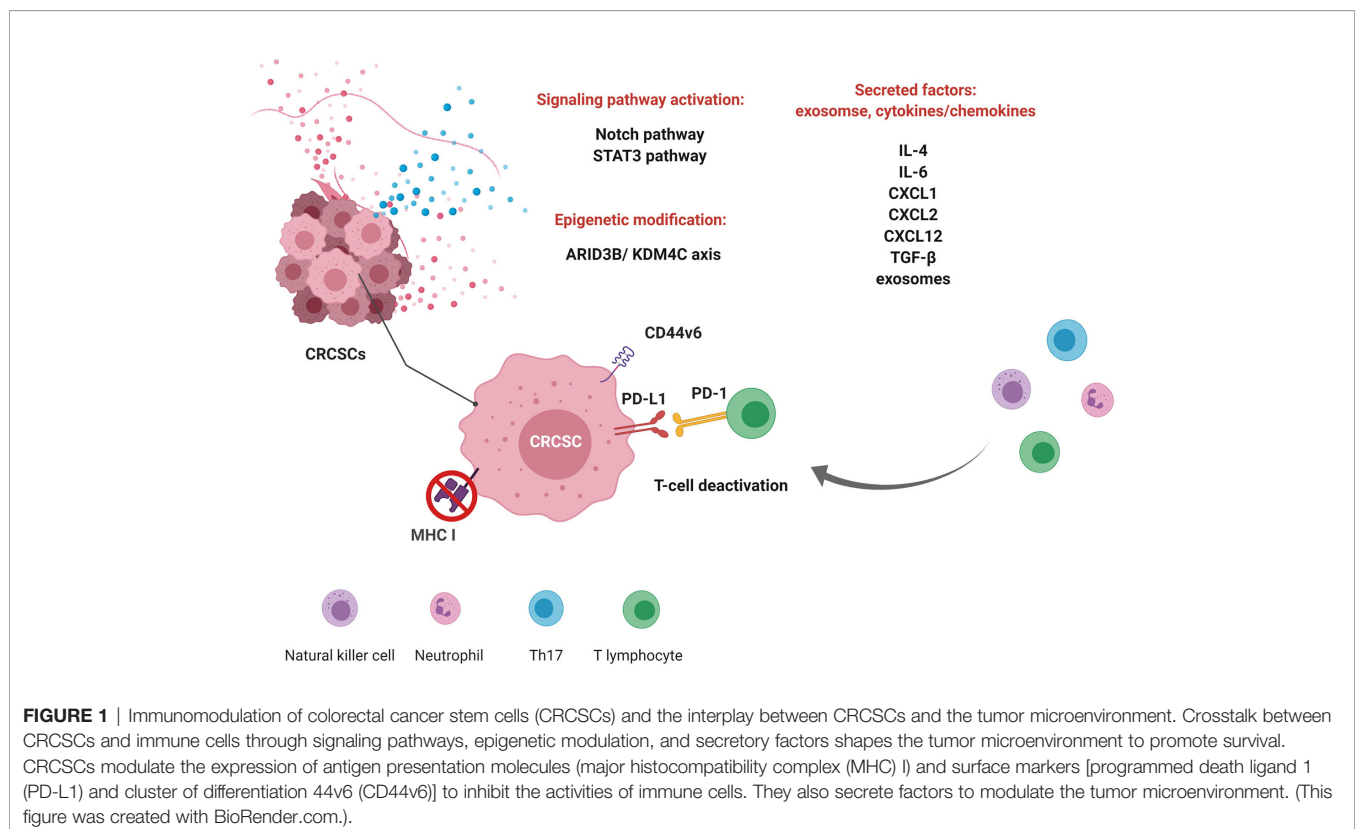 Signaling pathway activation:
Notch pathway
STAT3 pathway
Epigenetic modification:
ARID3B/ KDM4C axis
Secreted factors:
exosomse, cytokines/chemokines
IL-4
IL-6
CXCL1
CXCL2
CXCL12
TGF-β
exosomes
CRCSCs
CD44v6
PD-L1
PD-1
CRCSC
T-cell deactivation
MHC I
Natural killer cell
Neutrophil
Th17
T lymphocyte
FIGURE 1 | Immunomodulation of colorectal cancer stem cells (CRCSCs) and the interplay between CRCSCs and the tumor microenvironment. Crosstalk between
CRCSCs and immune cells through signaling pathways, epigenetic modulation, and secretory factors shapes the tumor microenvironment to promote survival.
CRCSCs modulate the expression of antigen presentation molecules (major histocompatibility complex (MHC) I) and surface markers [programmed death ligand 1
(PD-L1) and cluster of differentiation 44v6 (CD44v6)] to inhibit the activities of immune cells. They also secrete factors to modulate the tumor microenvironment. (This
figure was created with BioRender.com.).